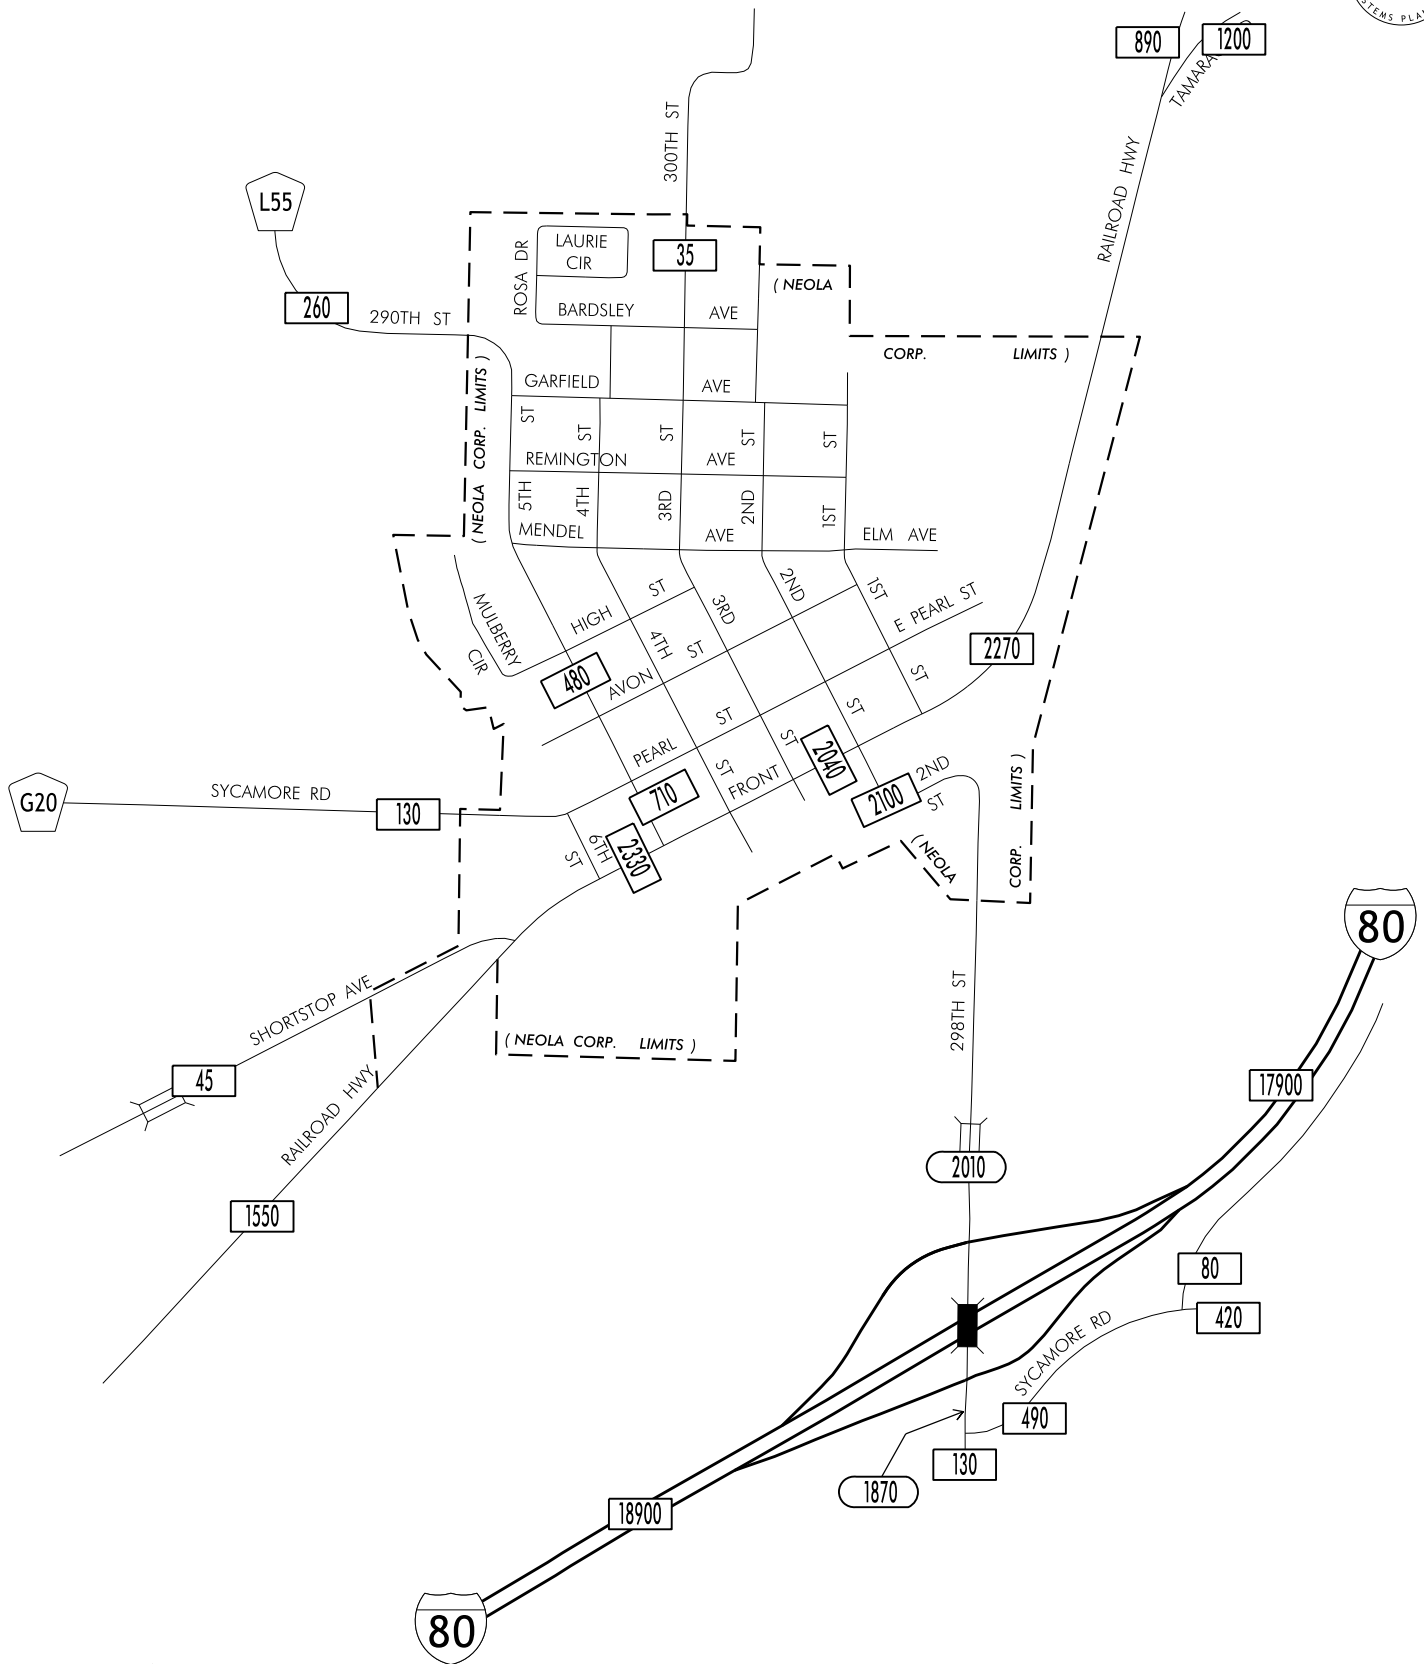 STEMS PLA
890
1200
TAMARA
300TH ST
RAILROAD HWY
L55
ROSA DR
LAURIE
CIR
35
( NEOLA
260
290TH ST
BARDSLEY AVE
CORP. LIMITS )
( NEOLA CORP. LIMITS )
GARFIELD AVE
ST
ST
ST
ST
ST
REMINGTON AVE
5TH
4TH
3RD
2ND
1ST
MENDEL AVE
ELM AVE
MULBERRY
CIR
HIGH ST
4TH
3RD
2ND
1ST
E PEARL ST
2270
480
AVON ST
PEARL ST
ST
ST
ST
ST
FRONT
2040
2100
2ND
ST
710
G20
SYCAMORE RD
130
6TH
ST
2330
( NEOLA
CORP. LIMITS )
80
SHORTSTOP AVE
45
( NEOLA CORP. LIMITS )
298TH ST
17900
RAILROAD HWY
1550
2010
80
420
SYCAMORE RD
490
130
1870
18900
80